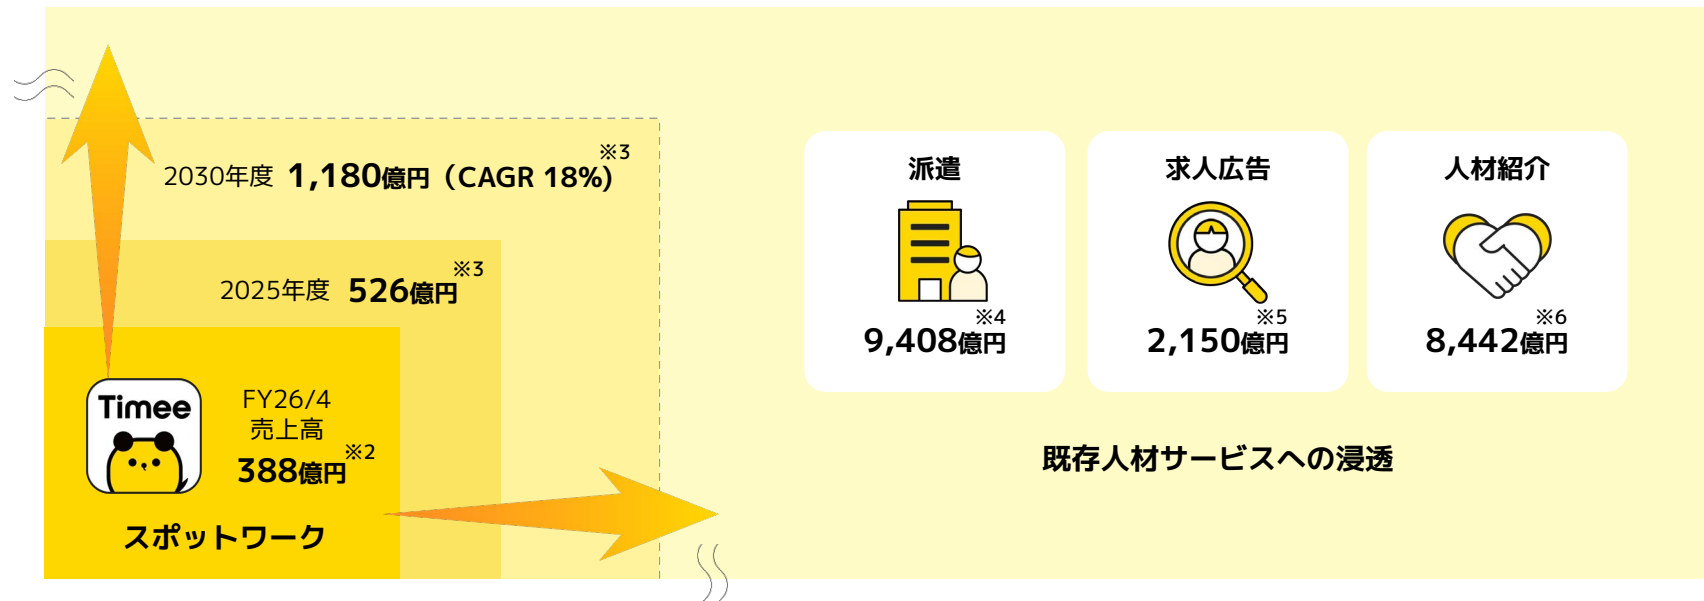 2030年度 1,180億円（CAGR 18%）※3
2025年度 526億円※3
Timee
FY26/4
売上高
388億円※2
スポットワーク
派遣
9,408億円※4
求人広告
2,150億円※5
人材紹介
8,442億円※6
既存人材サービスへの浸透